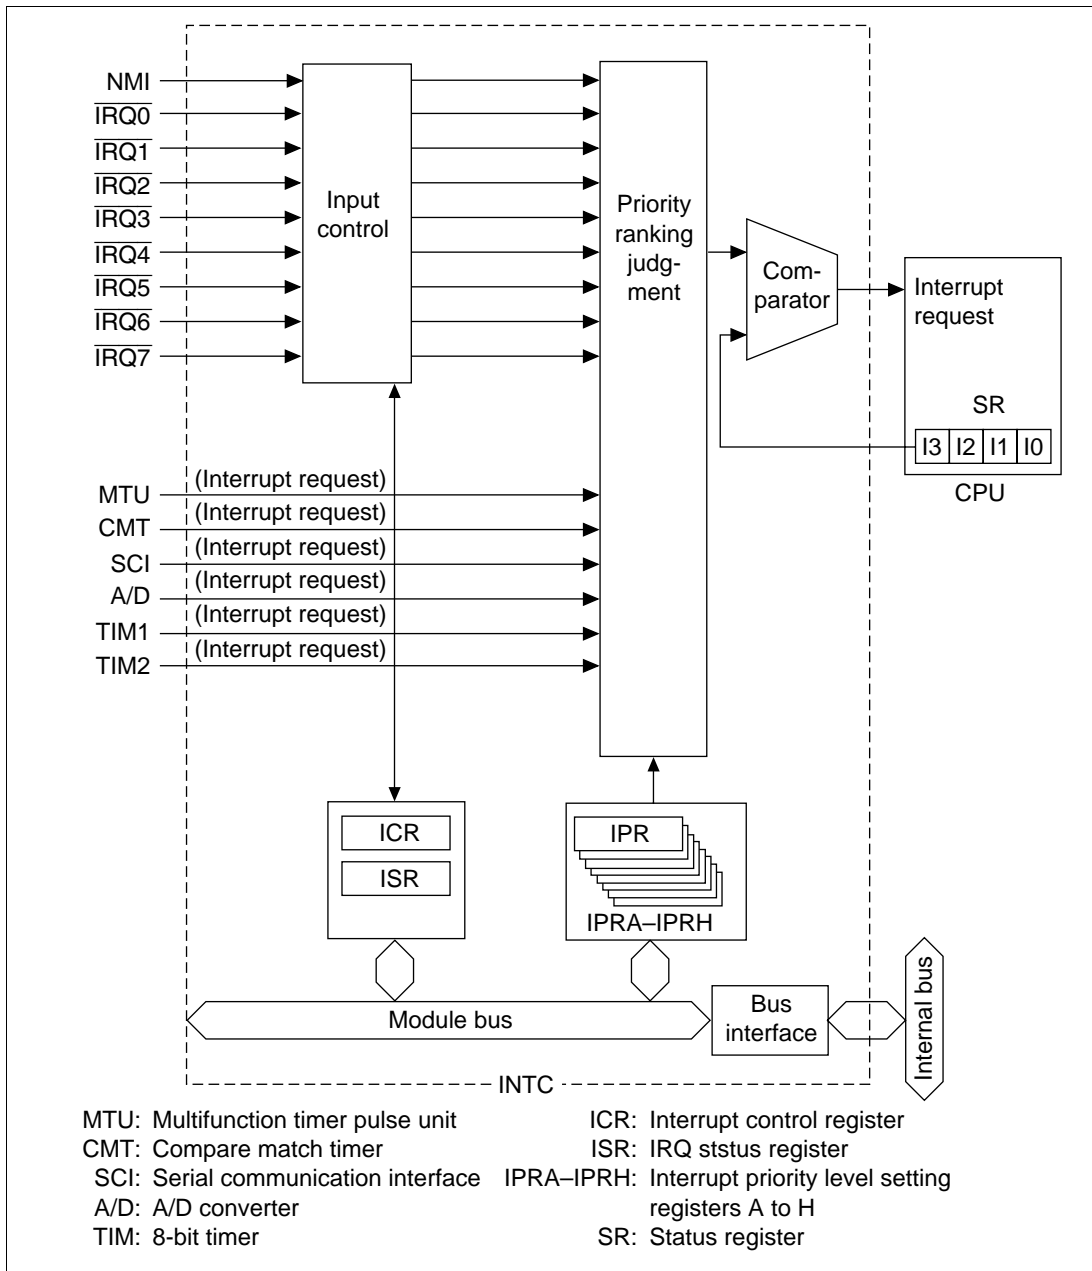 NMI
IRQ0
IRQ1
IRQ2
IRQ3
IRQ4
IRQ5
IRQ6
IRQ7
Input
control
Priority
ranking
judg-
ment
Com-
parator
Interrupt
request
SR
I3 I2 I1 I0
CPU
MTU (Interrupt request)
CMT (Interrupt request)
SCI (Interrupt request)
A/D (Interrupt request)
TIM1 (Interrupt request)
TIM2 (Interrupt request)
ICR
ISR
IPR
IPRA–IPRH
Module bus
Bus
interface
Internal bus
INTC
MTU: Multifunction timer pulse unit
CMT: Compare match timer
SCI: Serial communication interface
A/D: A/D converter
TIM: 8-bit timer
ICR: Interrupt control register
ISR: IRQ ststus register
IPRA–IPRH: Interrupt priority level setting
registers A to H
SR: Status register